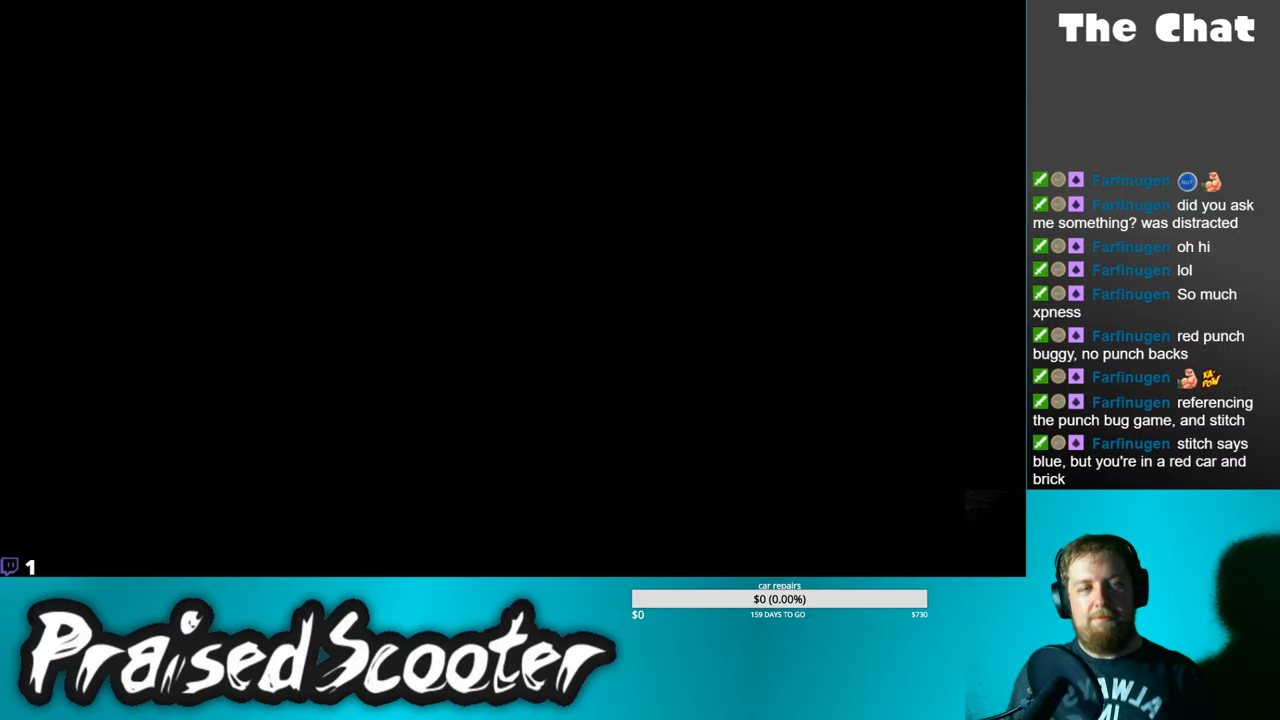 The Chat
Farfinugen
Farfinugen did you ask
me something? was distracted
Farfinugen oh hi
Farfinugen lol
Farfinugen So much
xpness
Farfinugen red punch
buggy, no punch backs
Farfinugen KA POW
Farfinugen referencing
the punch bug game, and stitch
Farfinugen stitch says
blue, but you're in a red car and
brick
1
car repairs
$0 (0.00%)
$0 159 DAYS TO GO $730
PraisedScooter